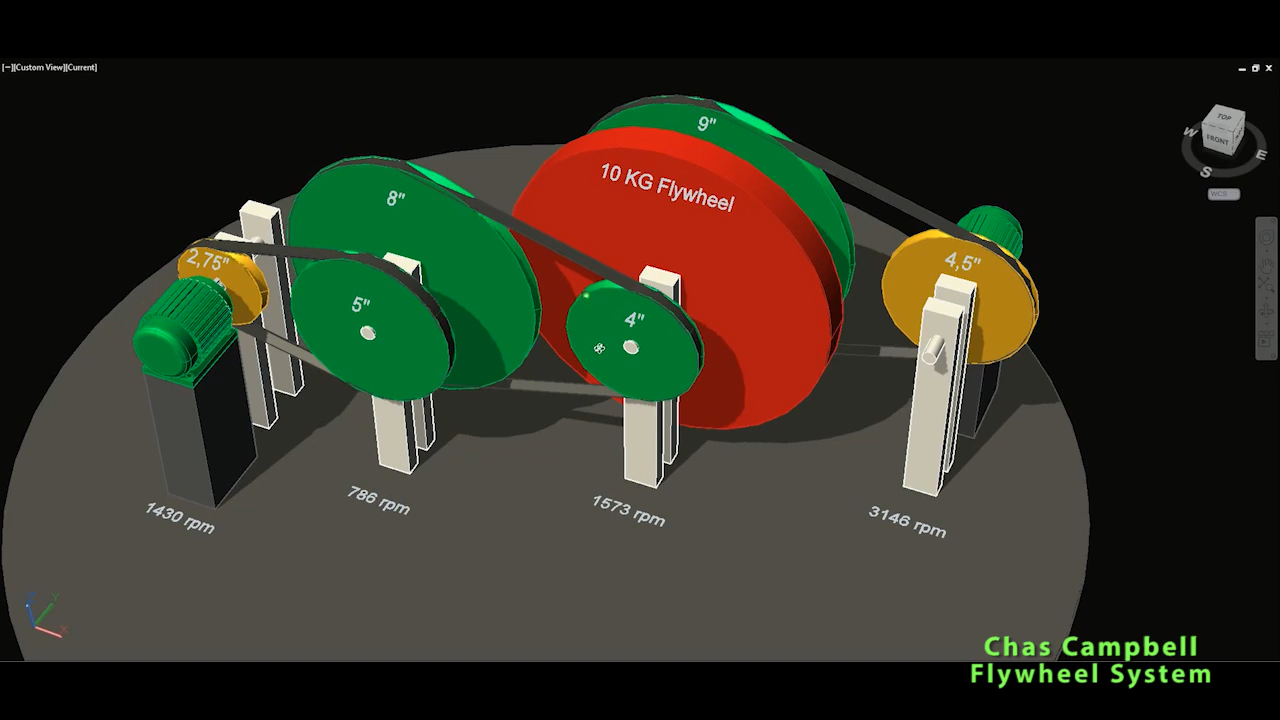 [−][Custom View][Current]
TOP
FRONT
W
S
E
WCS
9"
10 KG Flywheel
8"
2,75"
5"
4"
4,5"
1430 rpm
786 rpm
1573 rpm
3146 rpm
Y
X
Chas Campbell
Flywheel System